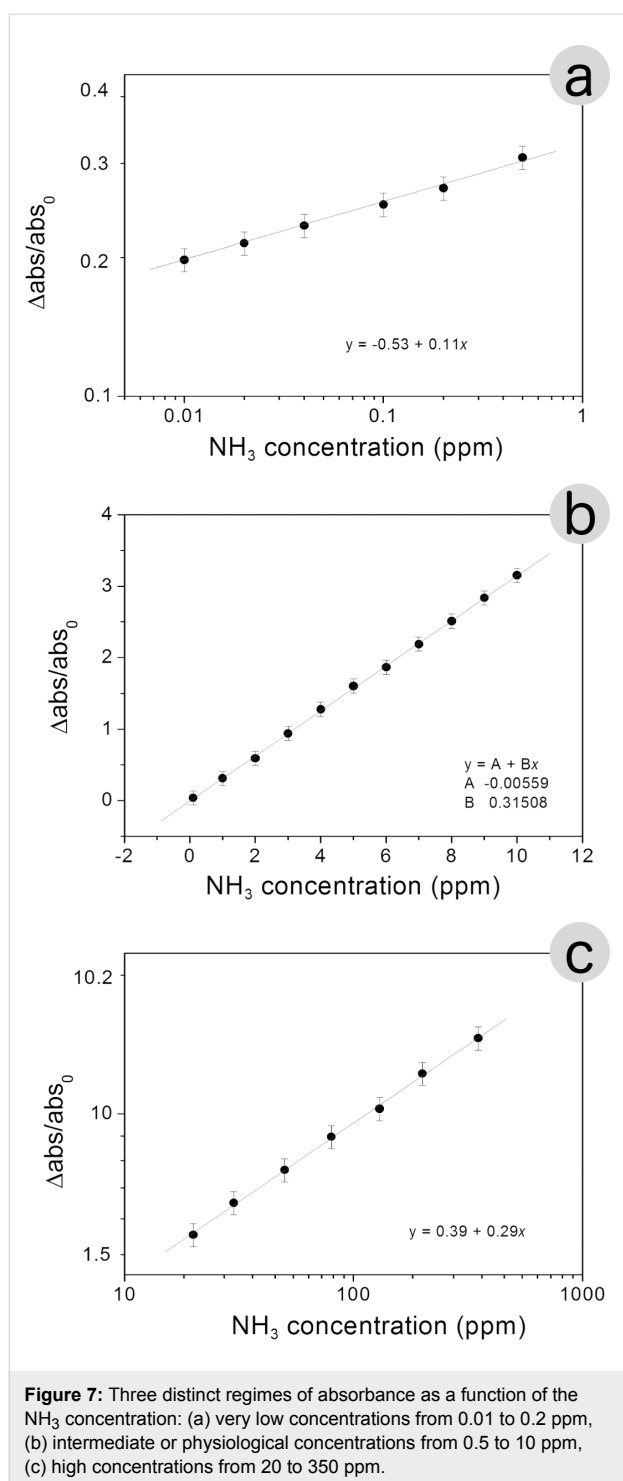 a
0.4
0.3
0.2
0.1
Δabs/abs₀
y = -0.53 + 0.11x
0.01 0.1 1
NH₃ concentration (ppm)
b
4
3
2
1
0
Δabs/abs₀
y = A + Bx
A -0.00559
B 0.31508
-2 0 2 4 6 8 10 12
NH₃ concentration (ppm)
c
10.2
10
1.5
Δabs/abs₀
y = 0.39 + 0.29x
10 100 1000
NH₃ concentration (ppm)
Figure 7: Three distinct regimes of absorbance as a function of the
NH₃ concentration: (a) very low concentrations from 0.01 to 0.2 ppm,
(b) intermediate or physiological concentrations from 0.5 to 10 ppm,
(c) high concentrations from 20 to 350 ppm.